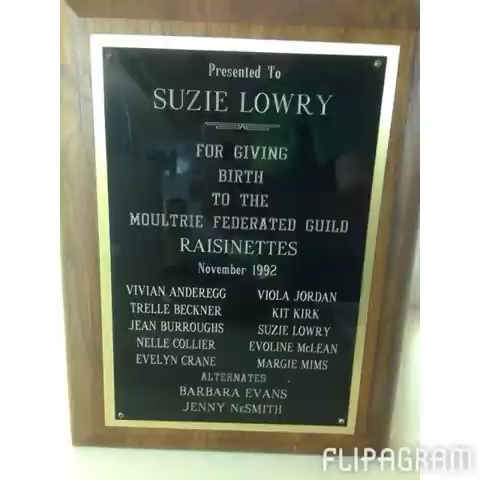 Presented To
SUZIE LOWRY
FOR GIVING
BIRTH
TO THE
MOULTRIE FEDERATED GUILD
RAISINETTES
November 1992
VIVIAN ANDEREGG VIOLA JORDAN
TRELLE BECKNER KIT KIRK
JEAN BURROUGHS SUZIE LOWRY
NELLE COLLIER EVOLINE McLEAN
EVELYN CRANE MARGIE MIMS
ALTERNATES
BARBARA EVANS
JENNY NeSMITH
FLIPAGRAM